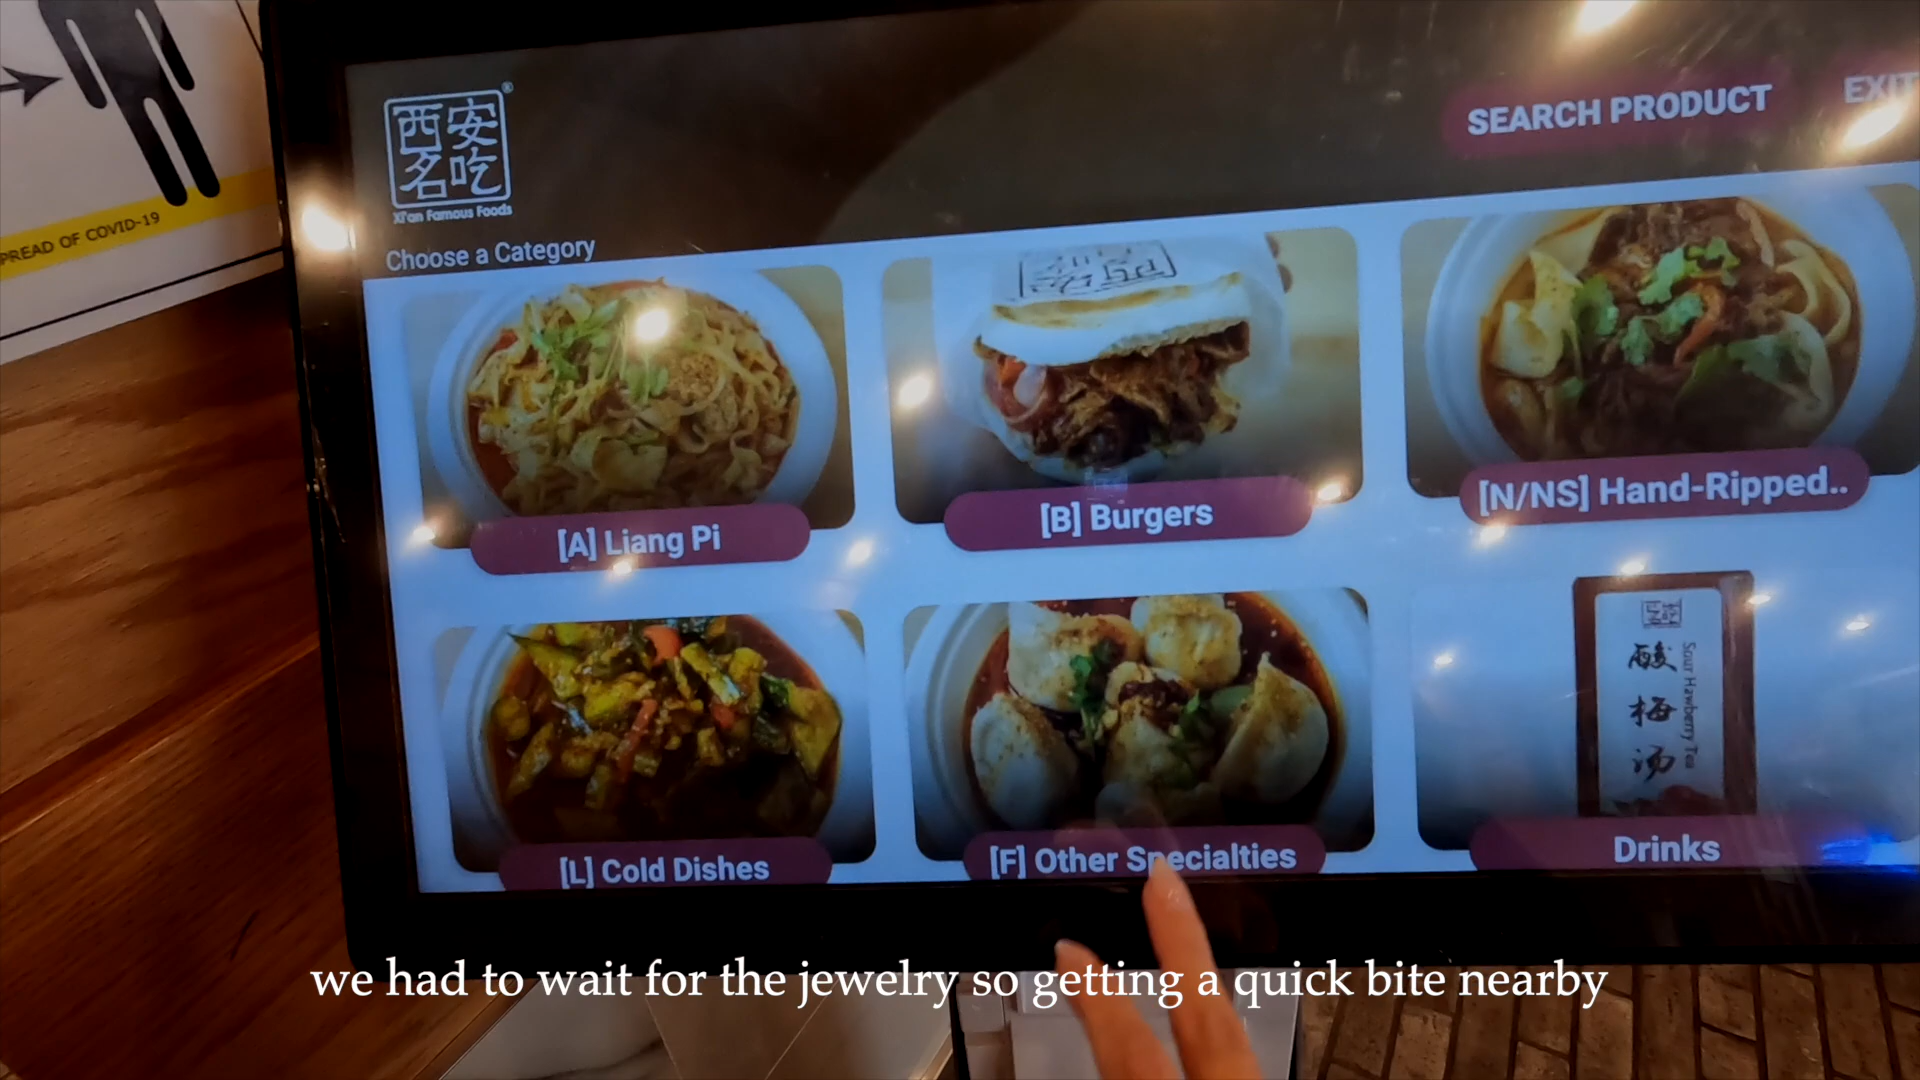 PREAD OF COVID-19
西安
名吃
®
Xi'an Famous Foods
SEARCH PRODUCT
EXIT
Choose a Category
[A] Liang Pi
[B] Burgers
[N/NS] Hand-Ripped..
[L] Cold Dishes
[F] Other Specialties
酸梅汤
Sour Hawberry Tea
Drinks
we had to wait for the jewelry so getting a quick bite nearby